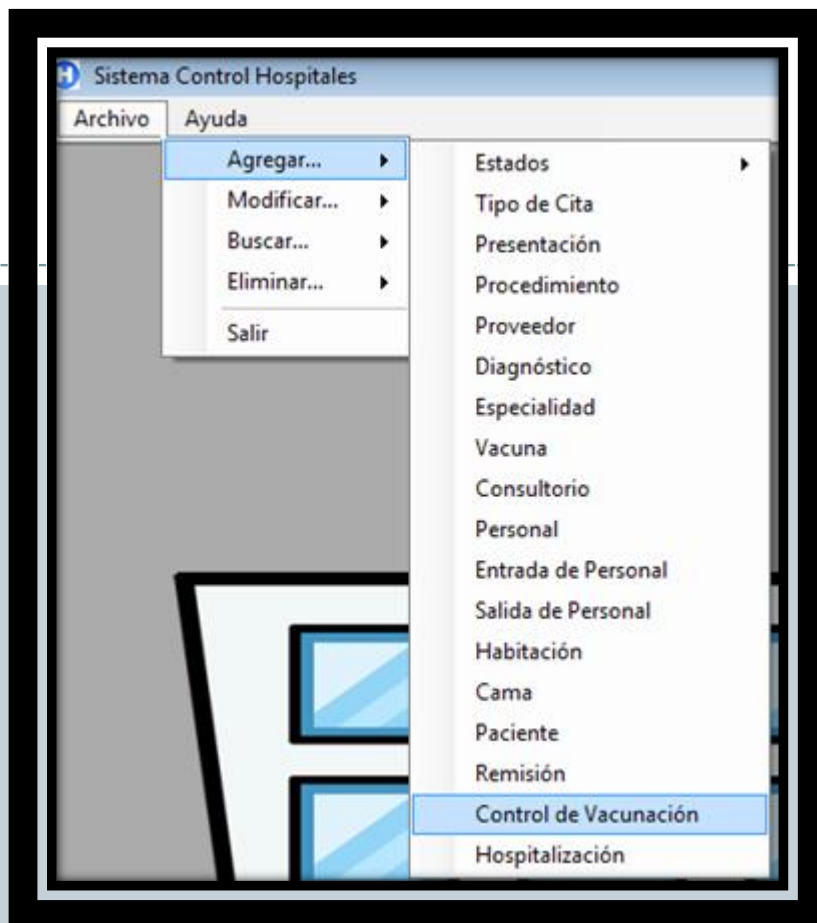 H Sistema Control Hospitales
Archivo Ayuda
Agregar...
Modificar...
Buscar...
Eliminar...
Salir
Estados
Tipo de Cita
Presentación
Procedimiento
Proveedor
Diagnóstico
Especialidad
Vacuna
Consultorio
Personal
Entrada de Personal
Salida de Personal
Habitación
Cama
Paciente
Remisión
Control de Vacunación
Hospitalización